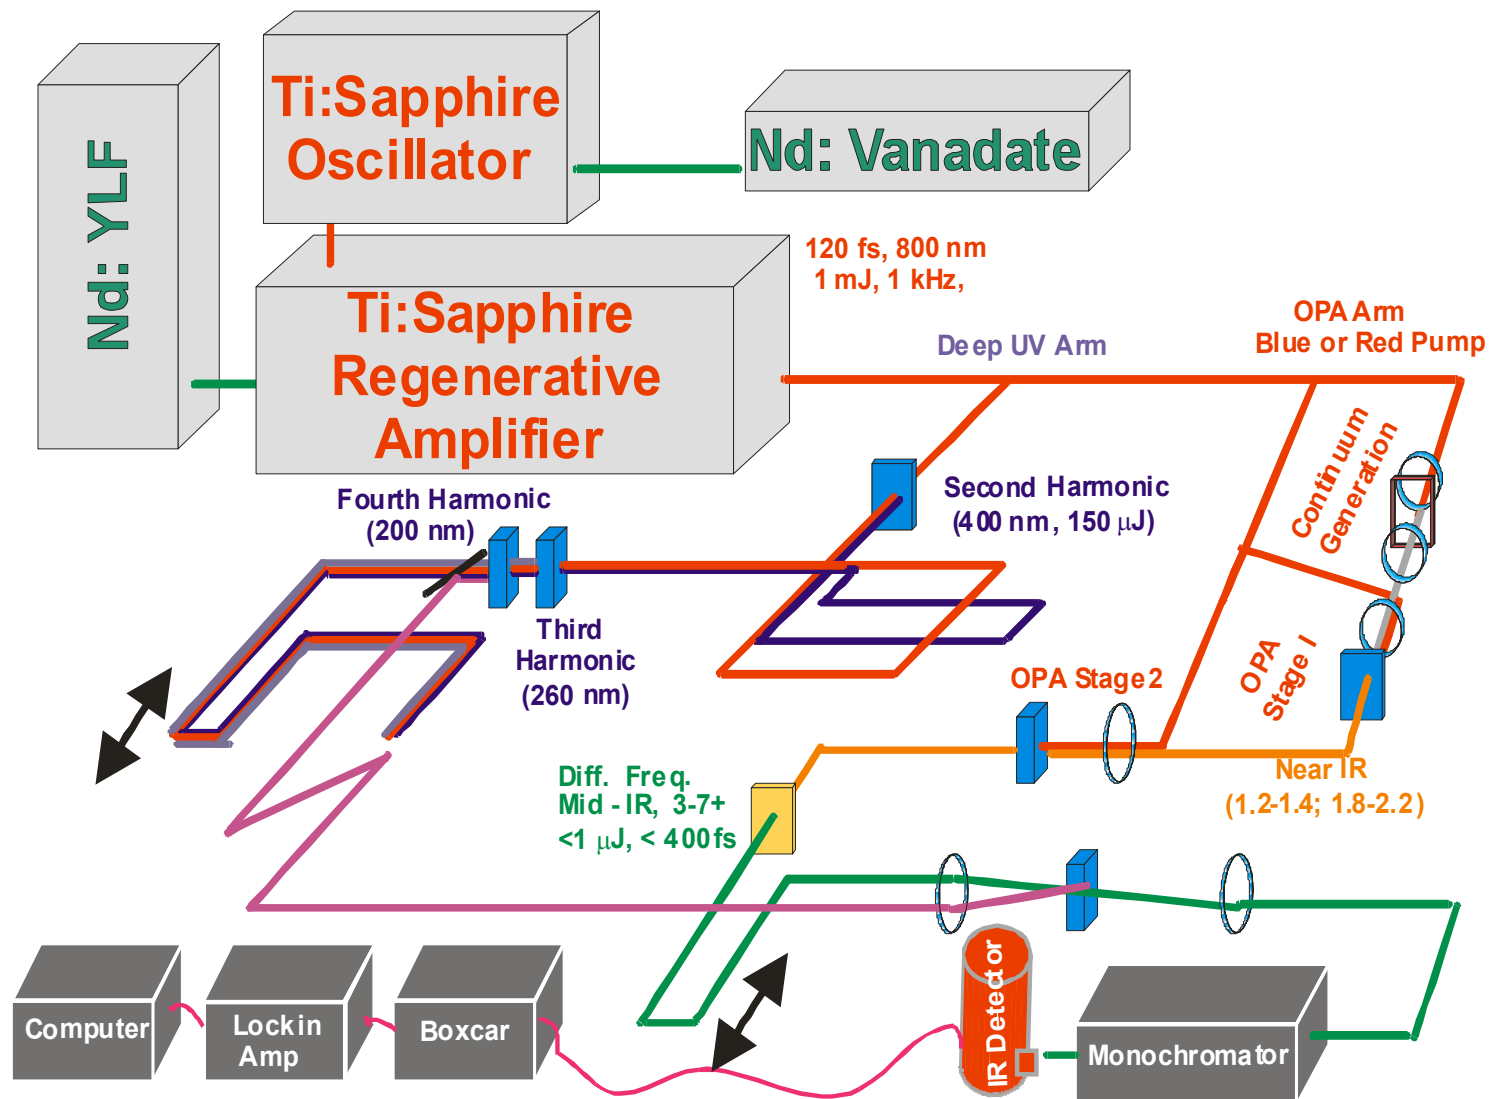 Ti:Sapphire
Oscillator
Nd: Vanadate
Nd: YLF
120 fs, 800 nm
1 mJ, 1 kHz,
Ti:Sapphire
Regenerative
Amplifier
OPA Arm
Blue or Red Pump
Deep UV Arm
Continuum
Generation
Fourth Harmonic
(200 nm)
Second Harmonic
(400 nm, 150 μJ)
Third
Harmonic
(260 nm)
OPA
Stage I
OPA Stage 2
Near IR
(1.2-1.4; 1.8-2.2)
Diff. Freq.
Mid - IR, 3-7+
<1 μJ, < 400 fs
Computer
Lockin
Amp
Boxcar
IR Detector
Monochromator